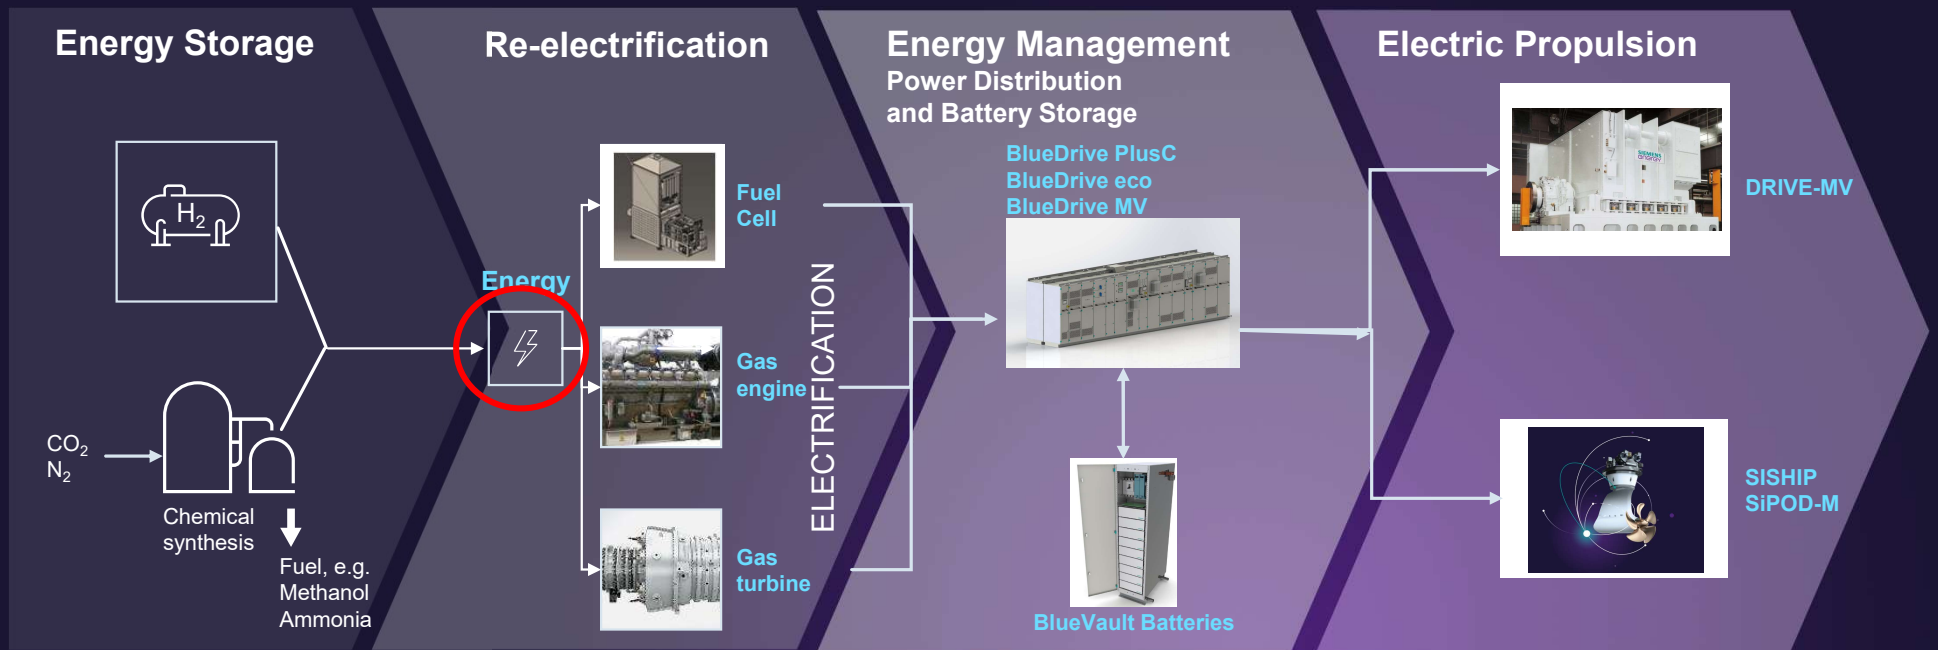 Energy Storage
Re-electrification
Energy Management
Power Distribution
and Battery Storage
Electric Propulsion
H2
CO2
N2
Chemical
synthesis
Fuel, e.g.
Methanol
Ammonia
Energy
Fuel
Cell
Gas
engine
Gas
turbine
ELECTRIFICATION
BlueDrive PlusC
BlueDrive eco
BlueDrive MV
BlueVault Batteries
SIEMENS
energy
DRIVE-MV
SISHIP
SiPOD-M